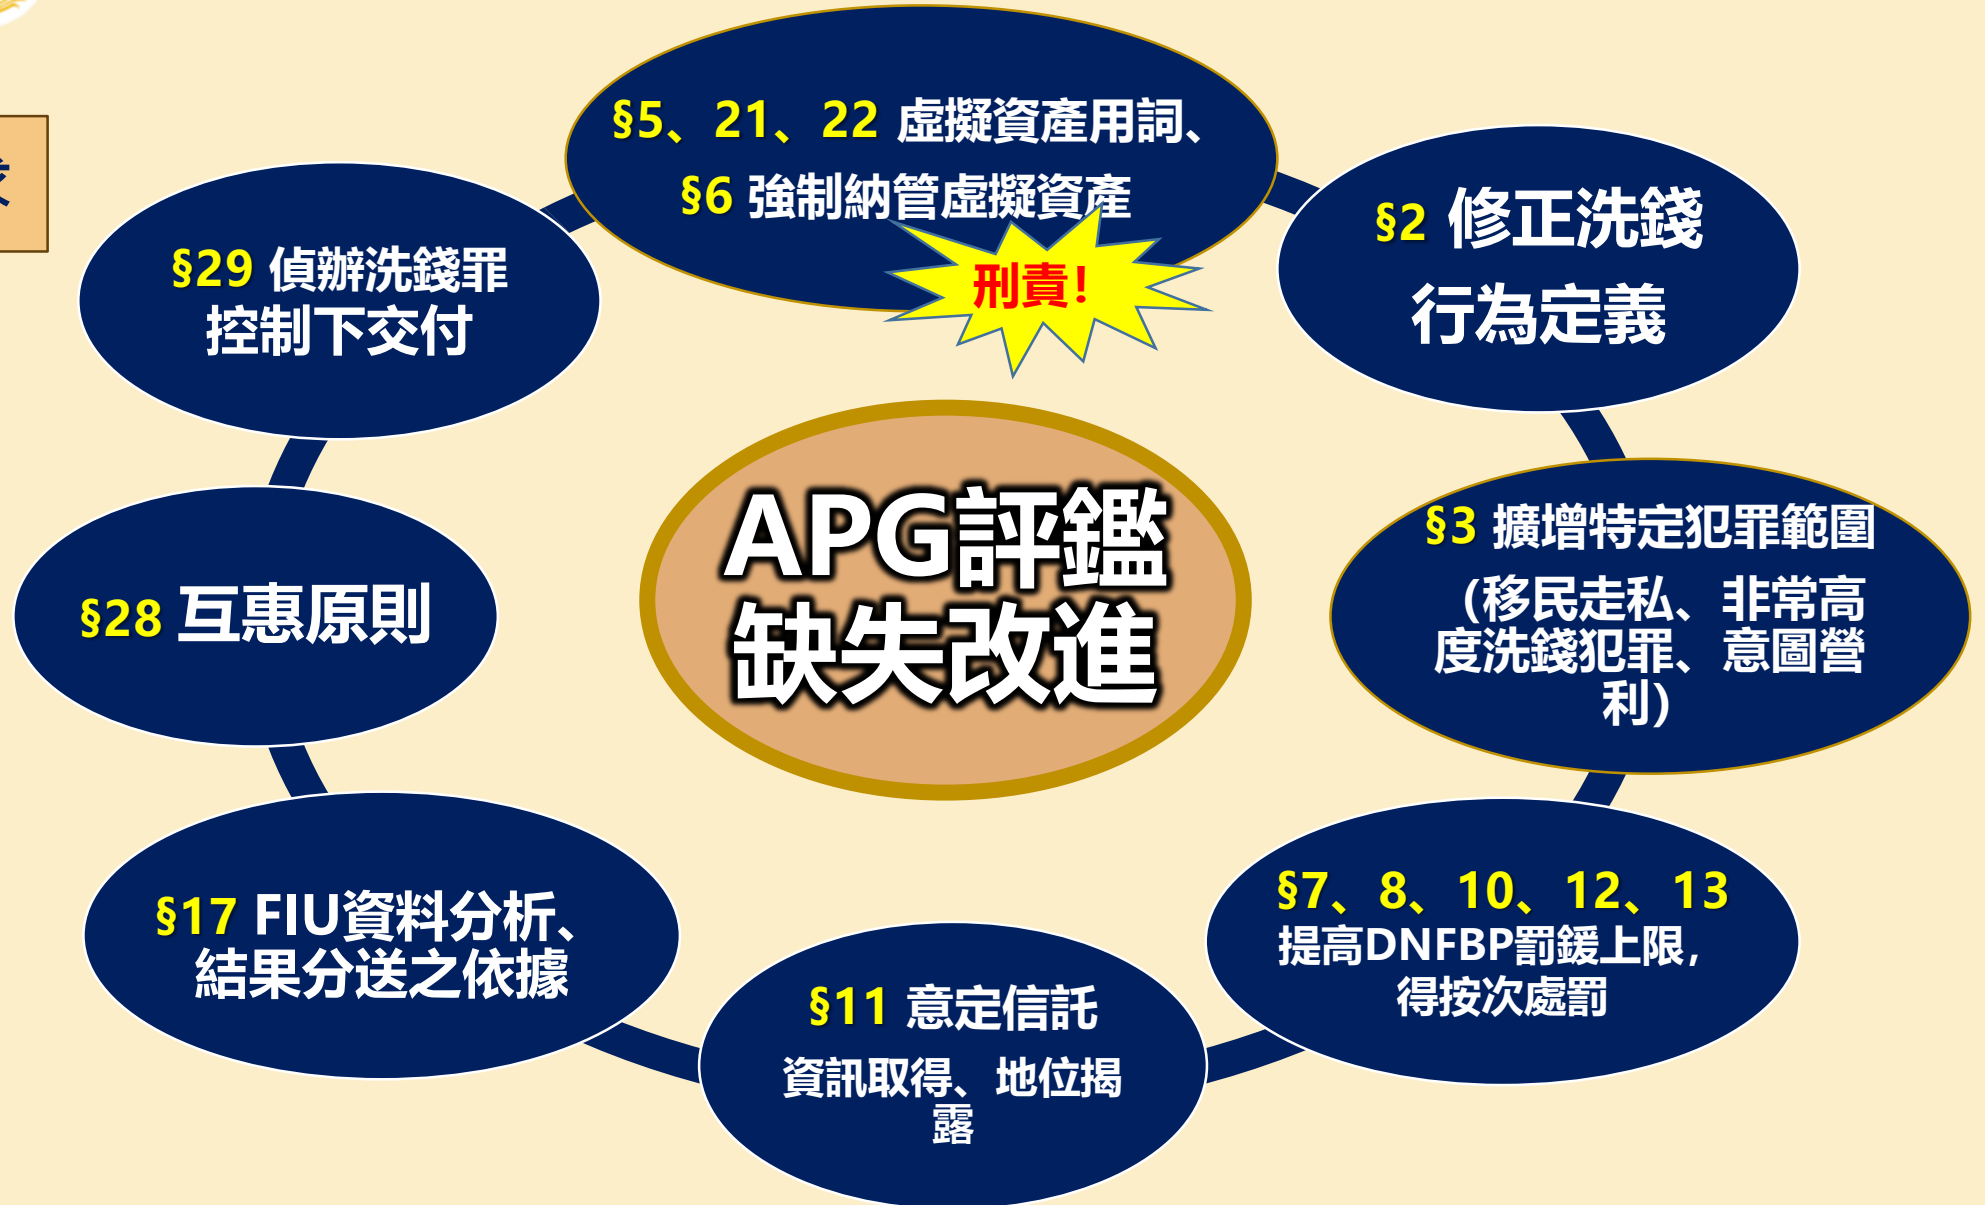 §5、21、22 虛擬資產用詞、
§6 強制納管虛擬資產
刑責!
§2 修正洗錢
行為定義
§3 擴增特定犯罪範圍
（移民走私、非常高
度洗錢犯罪、意圖營
利）
§7、8、10、12、13
提高DNFBP罰鍰上限，
得按次處罰
§11 意定信託
資訊取得、地位揭
露
§17 FIU資料分析、
結果分送之依據
§28 互惠原則
§29 偵辦洗錢罪
控制下交付
APG評鑑
缺失改進